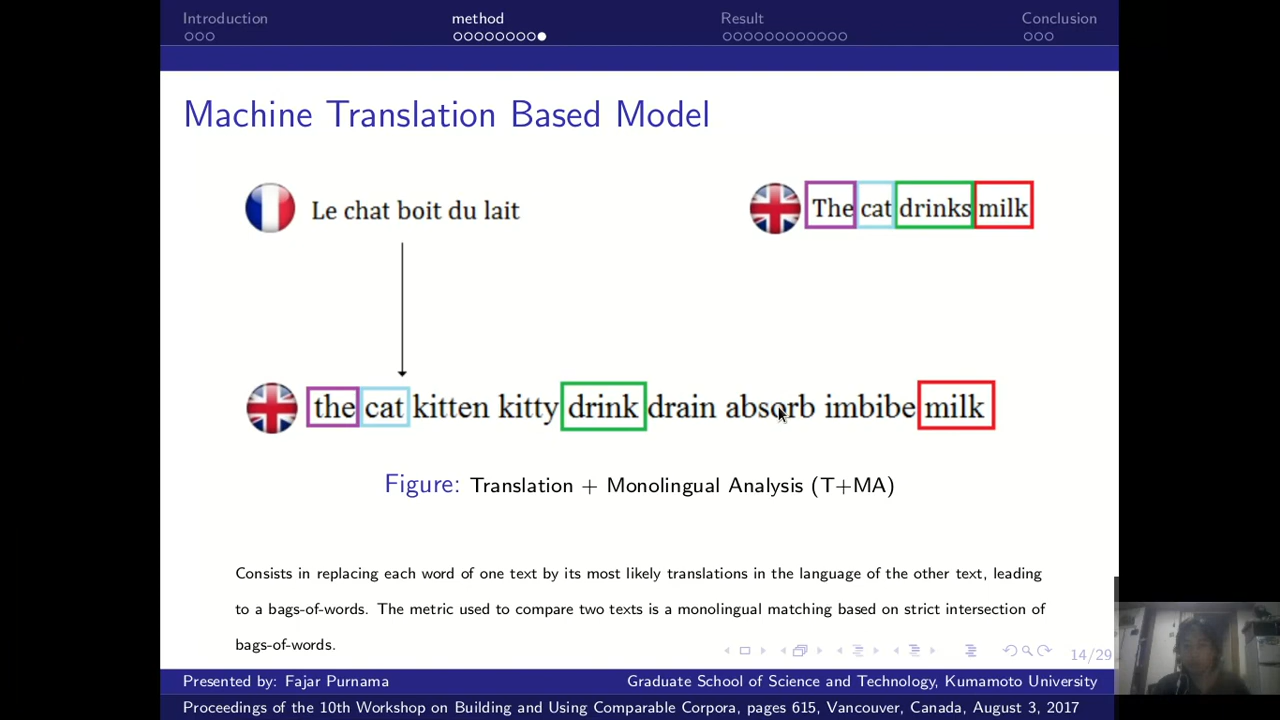 Introduction method Result Conclusion
Machine Translation Based Model
Le chat boit du lait
The cat drinks milk
the cat kitten kitty drink drain absorb imbibe milk
Figure: Translation + Monolingual Analysis (T+MA)
Consists in replacing each word of one text by its most likely translations in the language of the other text, leading
to a bags-of-words. The metric used to compare two texts is a monolingual matching based on strict intersection of
bags-of-words.
14/29
Presented by: Fajar Purnama Graduate School of Science and Technology, Kumamoto University
Proceedings of the 10th Workshop on Building and Using Comparable Corpora, pages 615, Vancouver, Canada, August 3, 2017